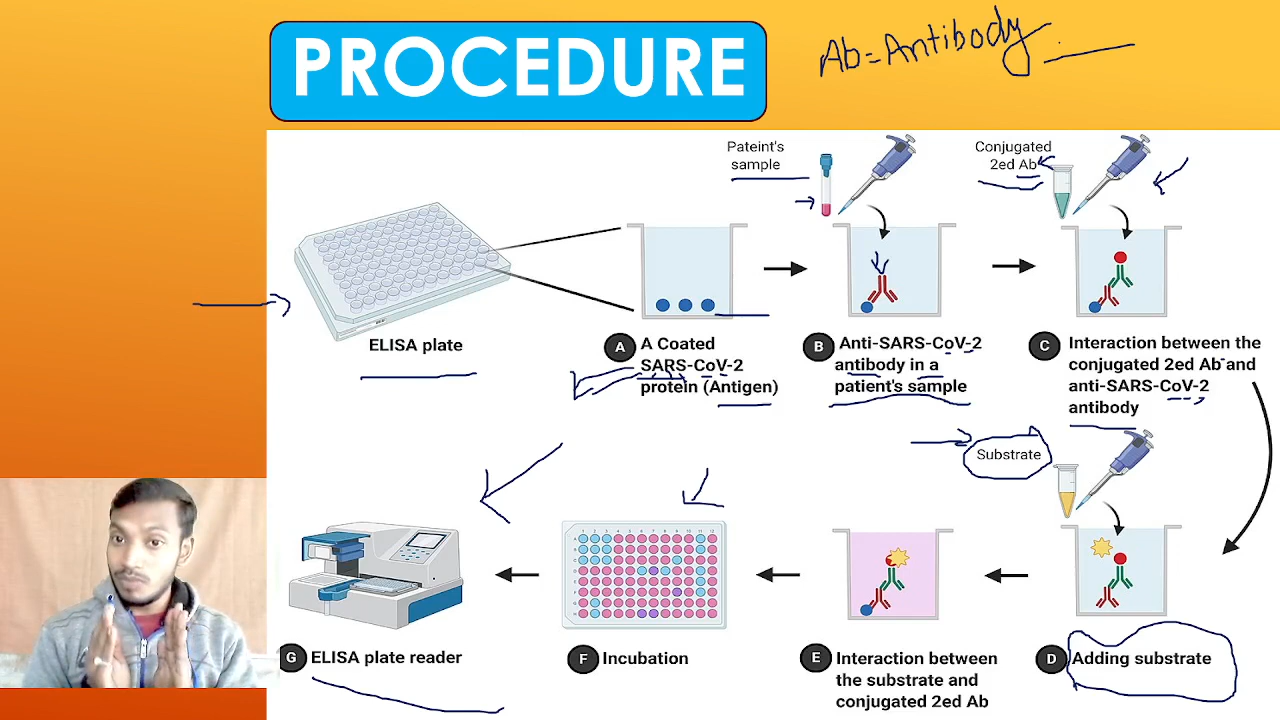 PROCEDURE
Ab=Antibody
Pateint's
sample
Conjugated
2ed Ab
ELISA plate
A
A Coated
SARS-CoV-2
protein (Antigen)
B
Anti-SARS-CoV-2
antibody in a
patient's sample
C
Interaction between the
conjugated 2ed Ab and
anti-SARS-CoV-2
antibody
Substrate
G
ELISA plate reader
F
Incubation
E
Interaction between
the substrate and
conjugated 2ed Ab
D
Adding substrate